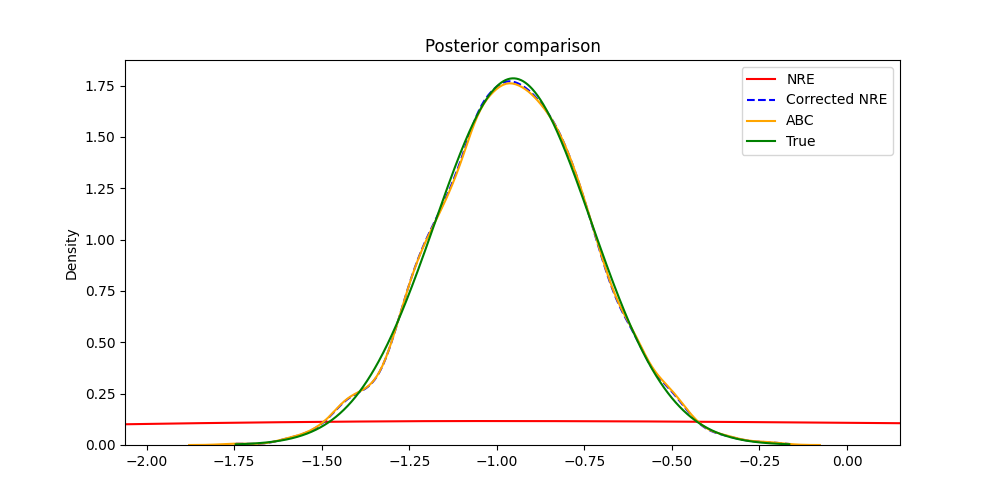 Posterior comparison
NRE
Corrected NRE
ABC
True
Density
1.75
1.50
1.25
1.00
0.75
0.50
0.25
0.00
−2.00 −1.75 −1.50 −1.25 −1.00 −0.75 −0.50 −0.25 0.00